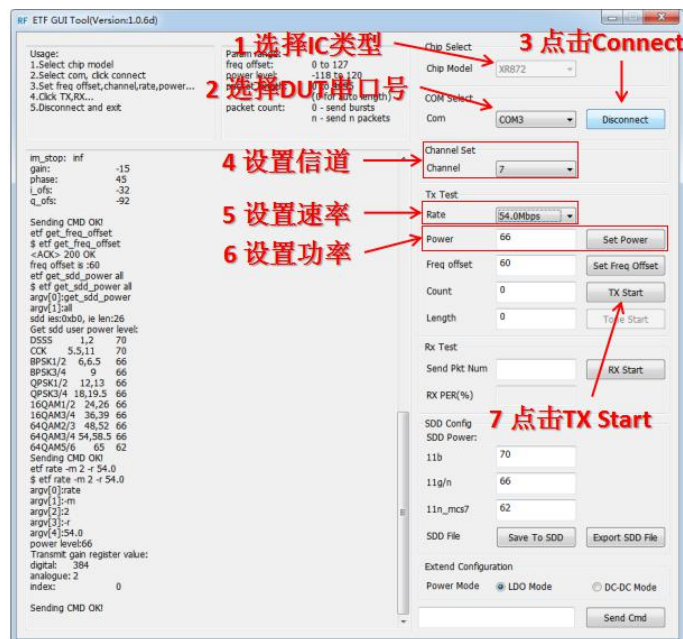 RF ETF GUI Tool(Version:1.0.6d)
Usage:
1.Select chip model
2.Select com, click connect
3.Set freq offset,channel,rate,power...
4.Click TX,RX...
5.Disconnect and exit
Param range:
freq offset: 0 to 127
power level: -118 to 120
(0 for auto length)
packet count: 0 - send bursts
n - send n packets
1 选择IC类型
2 选择DUT串口号
3 点击Connect
4 设置信道
5 设置速率
6 设置功率
7 点击TX Start
im_stop: inf
gain: -15
phase: 45
i_ofs: -32
q_ofs: -92
Sending CMD OK!
etf get_freq_offset
$ etf get_freq_offset
<ACK> 200 OK
freq offset is :60
etf get_sdd_power all
$ etf get_sdd_power all
argv[0]:get_sdd_power
argv[1]:all
sdd ies:0xb0, ie len:26
Get sdd user power level:
DSSS 1,2 70
CCK 5.5,11 70
BPSK1/2 6,6.5 66
BPSK3/4 9 66
QPSK1/2 12,13 66
QPSK3/4 18,19.5 66
16QAM1/2 24,26 66
16QAM3/4 36,39 66
64QAM2/3 48,52 66
64QAM3/4 54,58.5 66
64QAM5/6 65 62
Sending CMD OK!
etf rate -m 2 -r 54.0
$ etf rate -m 2 -r 54.0
argv[0]:rate
argv[1]:-m
argv[2]:2
argv[3]:-r
argv[4]:54.0
power level:66
Transmit gain register value:
digital: 384
analogue: 2
index: 0
Sending CMD OK!
Chip Select
Chip Model XR872
COM Select
Com COM3 Disconnect
Channel Set
Channel 7
Tx Test
Rate 54.0Mbps
Power 66 Set Power
Freq offset 60 Set Freq Offset
Count 0 TX Start
Length 0 Tone Start
Rx Test
Send Pkt Num RX Start
RX PER(%)
SDD Config
SDD Power:
11b 70
11g/n 66
11n_mcs7 62
SDD File Save To SDD Export SDD File
Extend Configuration
Power Mode LDO Mode DC-DC Mode
Send Cmd